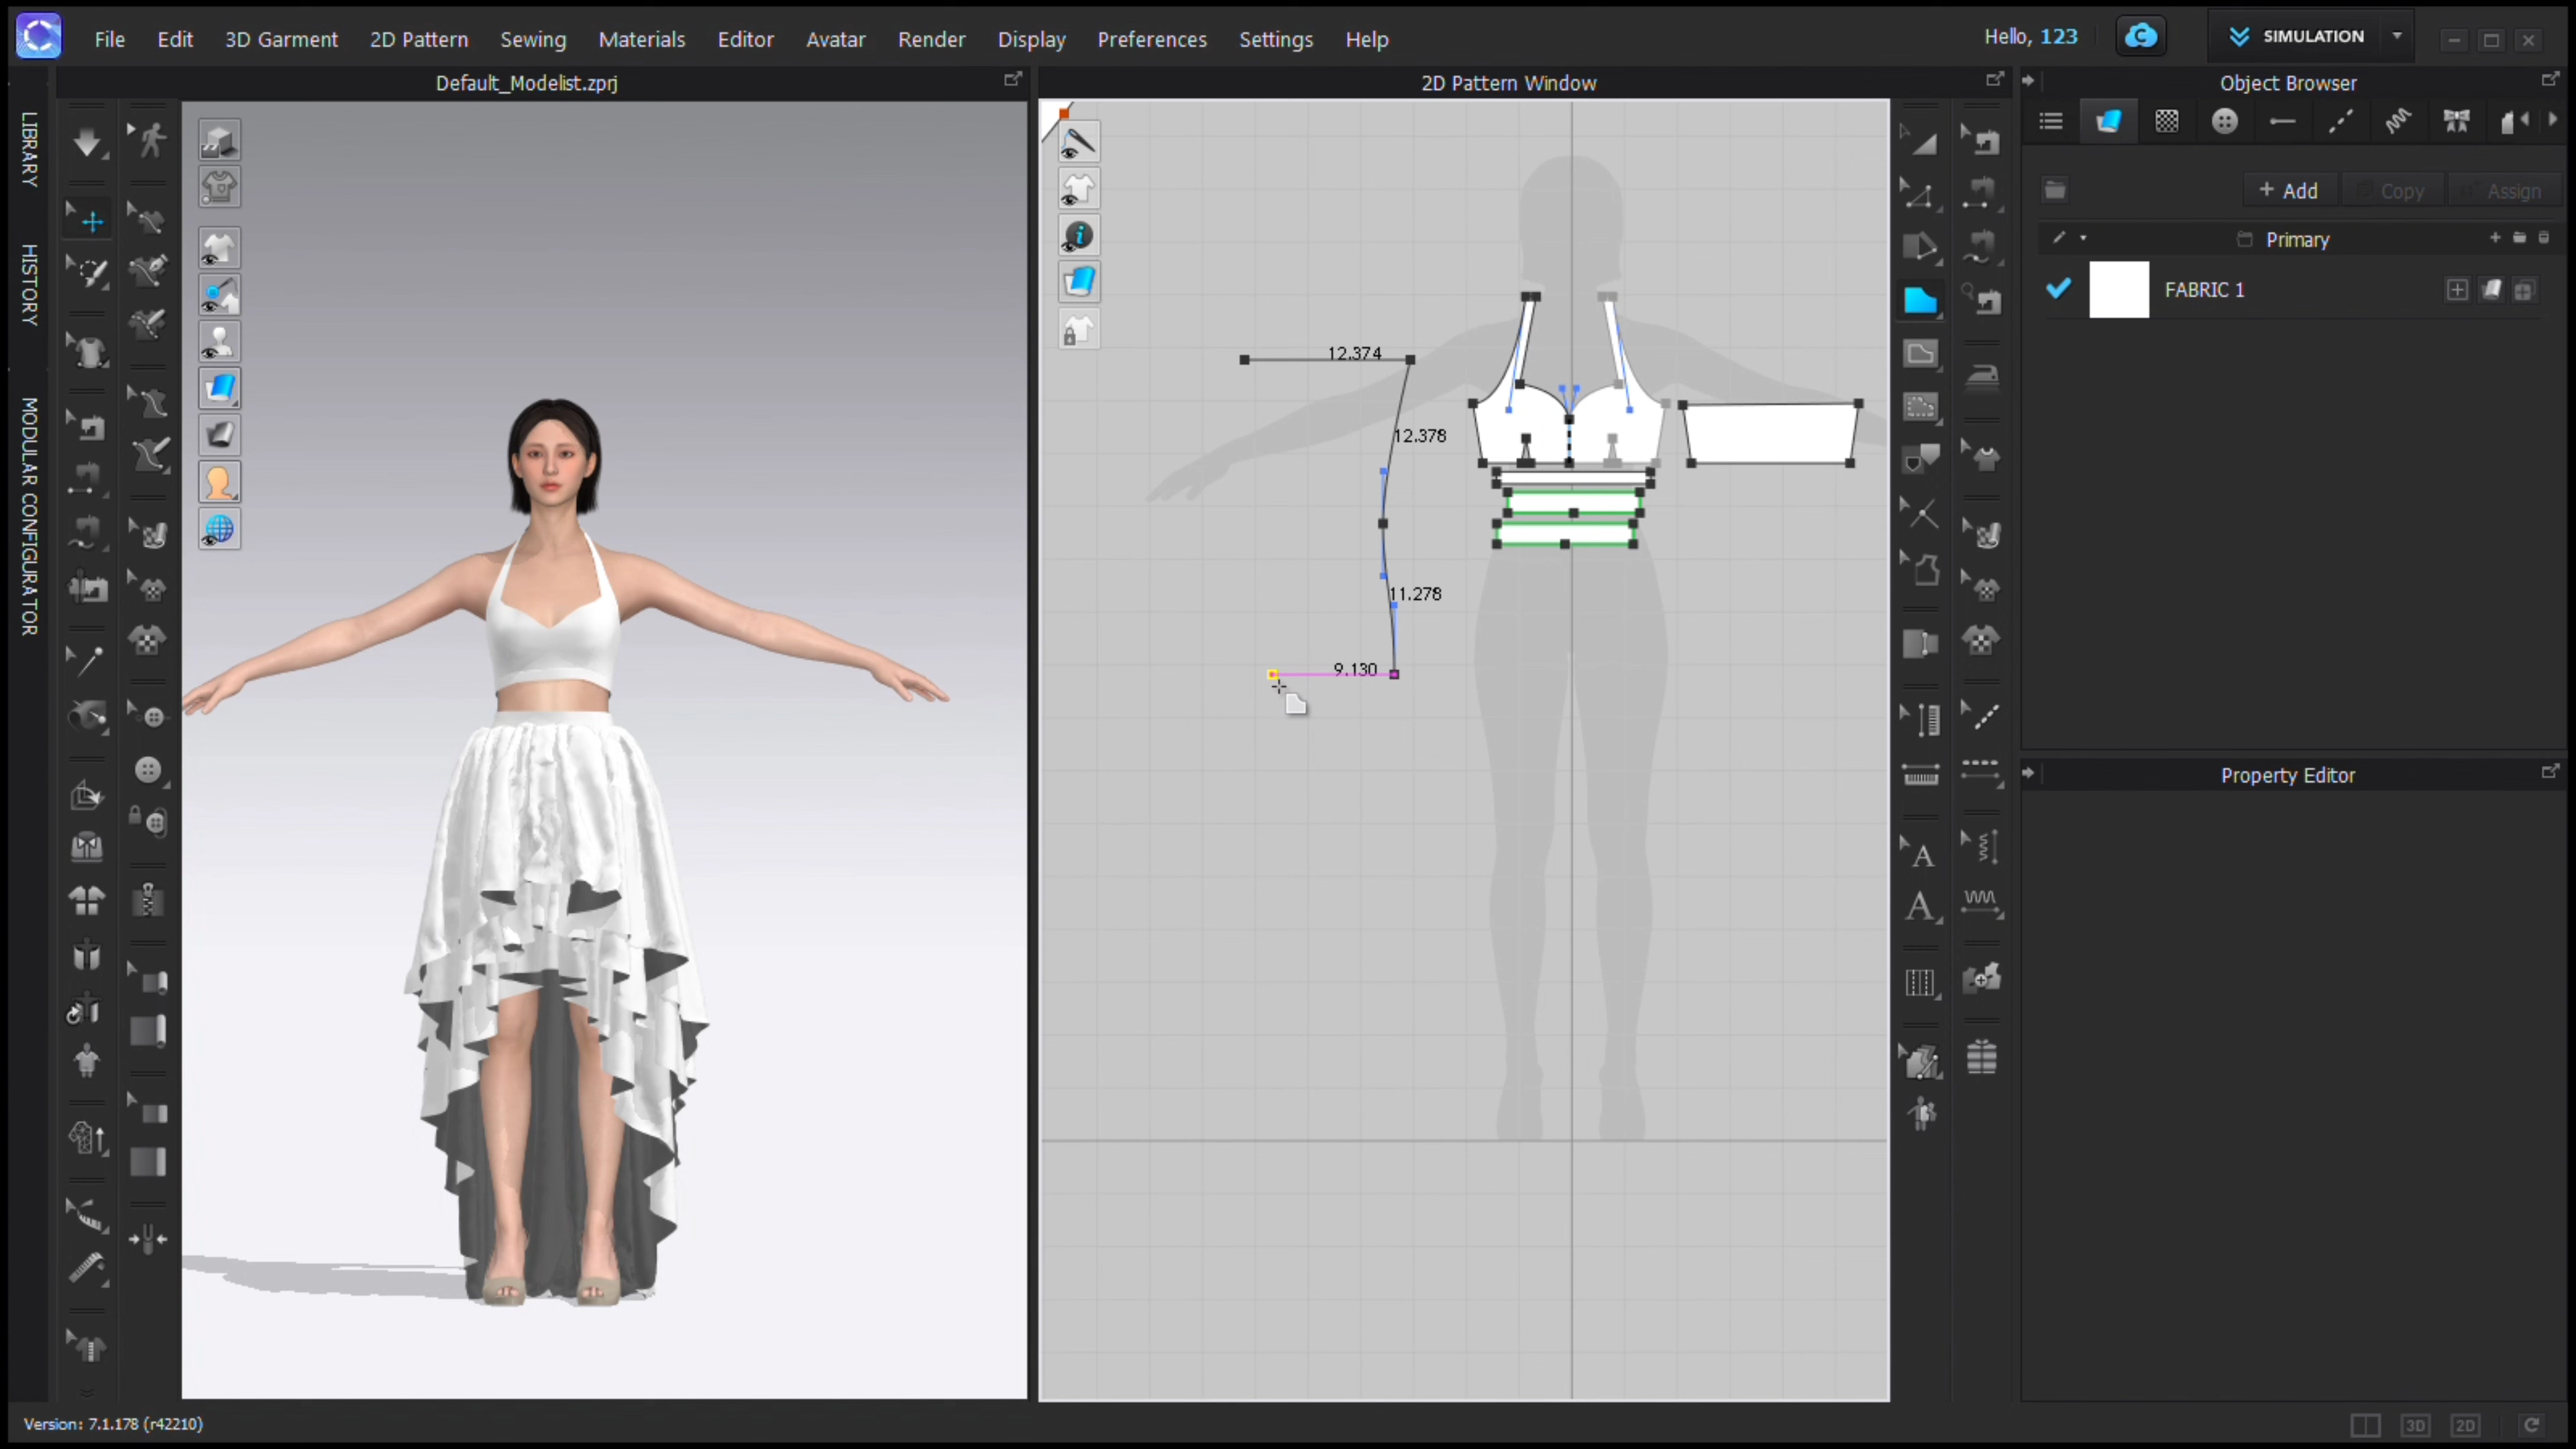 File Edit 3D Garment 2D Pattern Sewing Materials Editor Avatar Render Display Preferences Settings Help
Hello, 123
SIMULATION
Default_Modelist.zprj
2D Pattern Window
Object Browser
LIBRARY
HISTORY
MODULAR CONFIGURATOR
+ Add
Copy
Assign
Primary
FABRIC 1
12.374
12.378
11.278
9.130
Property Editor
Version: 7.1.178 (r42210)
3D
2D